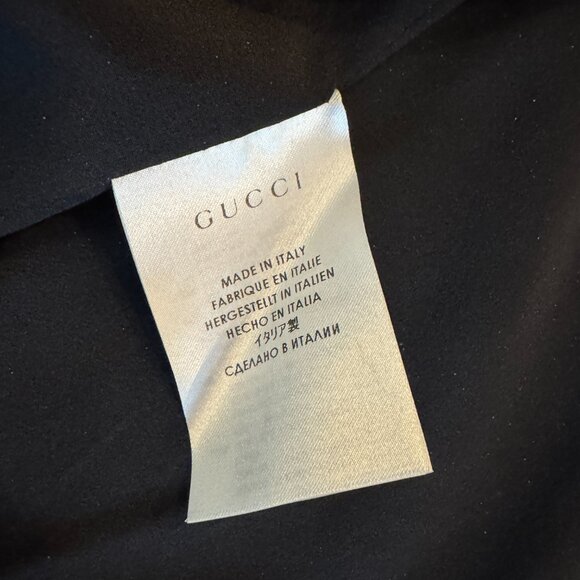 GUCCI
MADE IN ITALY
FABRIQUE EN ITALIE
HERGESTELLT IN ITALIEN
HECHO EN ITALIA
イタリア製
СДЕЛАНО В ИТАЛИИ